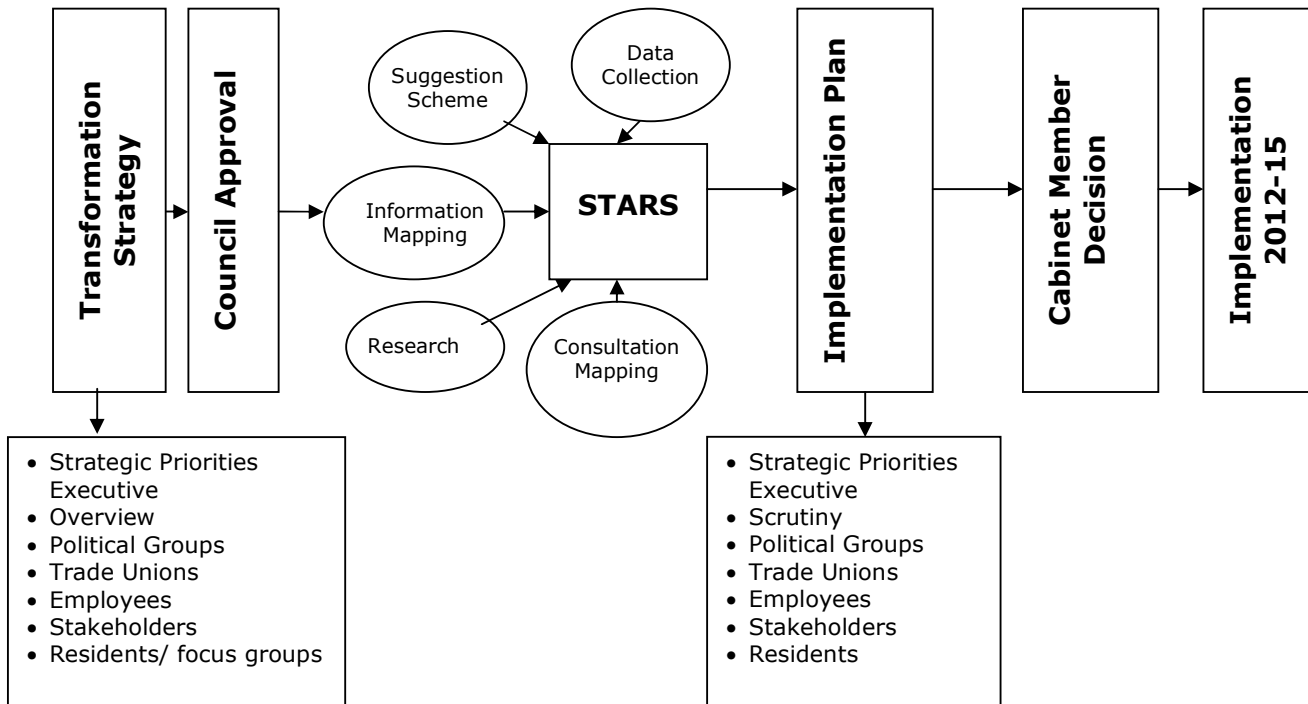 Transformation
Strategy
Council Approval
Suggestion
Scheme
Data
Collection
Information
Mapping
STARS
Research
Consultation
Mapping
Implementation Plan
Cabinet Member
Decision
Implementation
2012–15
• Strategic Priorities
Executive
• Overview
• Political Groups
• Trade Unions
• Employees
• Stakeholders
• Residents/ focus groups
• Strategic Priorities
Executive
• Scrutiny
• Political Groups
• Trade Unions
• Employees
• Stakeholders
• Residents